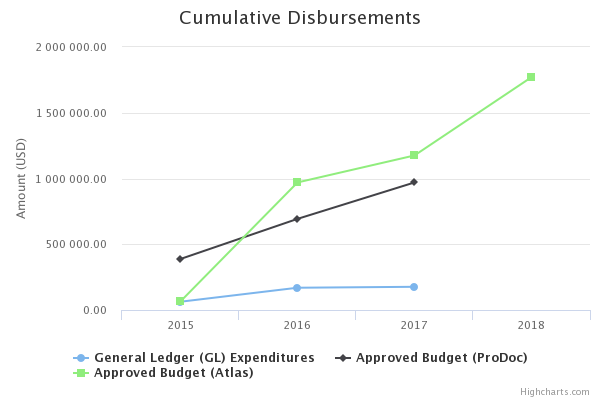 Cumulative Disbursements
2 000 000.00
1 500 000.00
1 000 000.00
500 000.00
0.00
Amount (USD)
2015 2016 2017 2018
General Ledger (GL) Expenditures Approved Budget (ProDoc)
Approved Budget (Atlas)
Highcharts.com